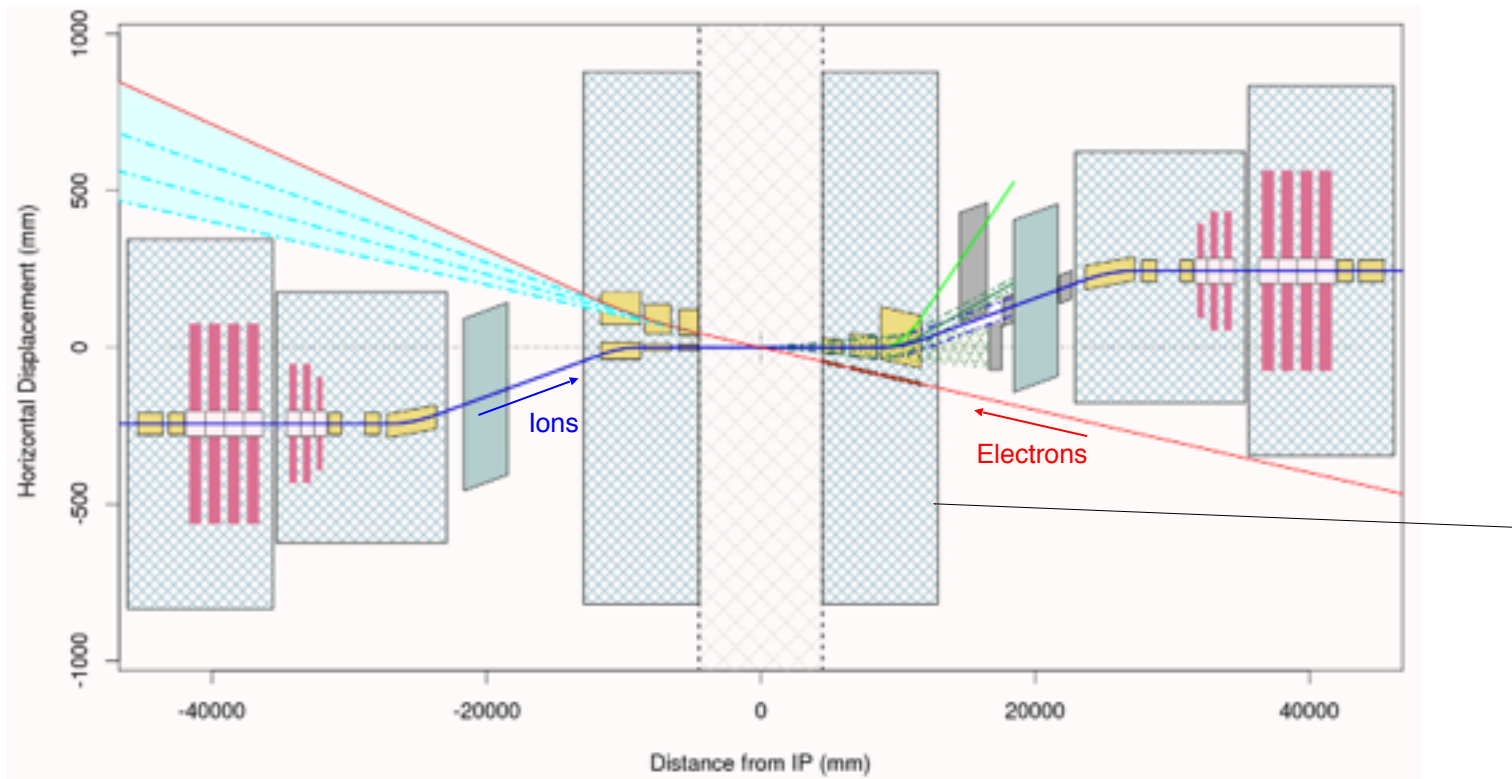 1000
500
0
-500
-1000
Horizontal Displacement (mm)
Ions
Electrons
-40000
-20000
0
20000
40000
Distance from IP (mm)